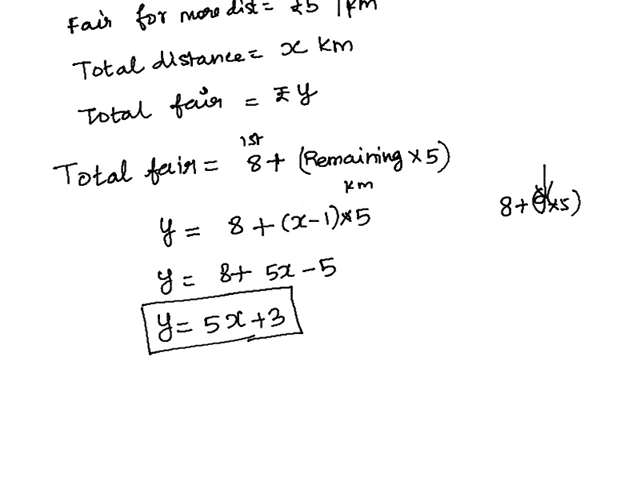 Fair for more dist = ₹5 / km
Total distance = x km
Total fair = ₹ y
Total fair = 8 + (Remaining × 5)
1st
km
y = 8 + (x-1) × 5
8 + ( × 5)
y = 8 + 5x - 5
y = 5x + 3